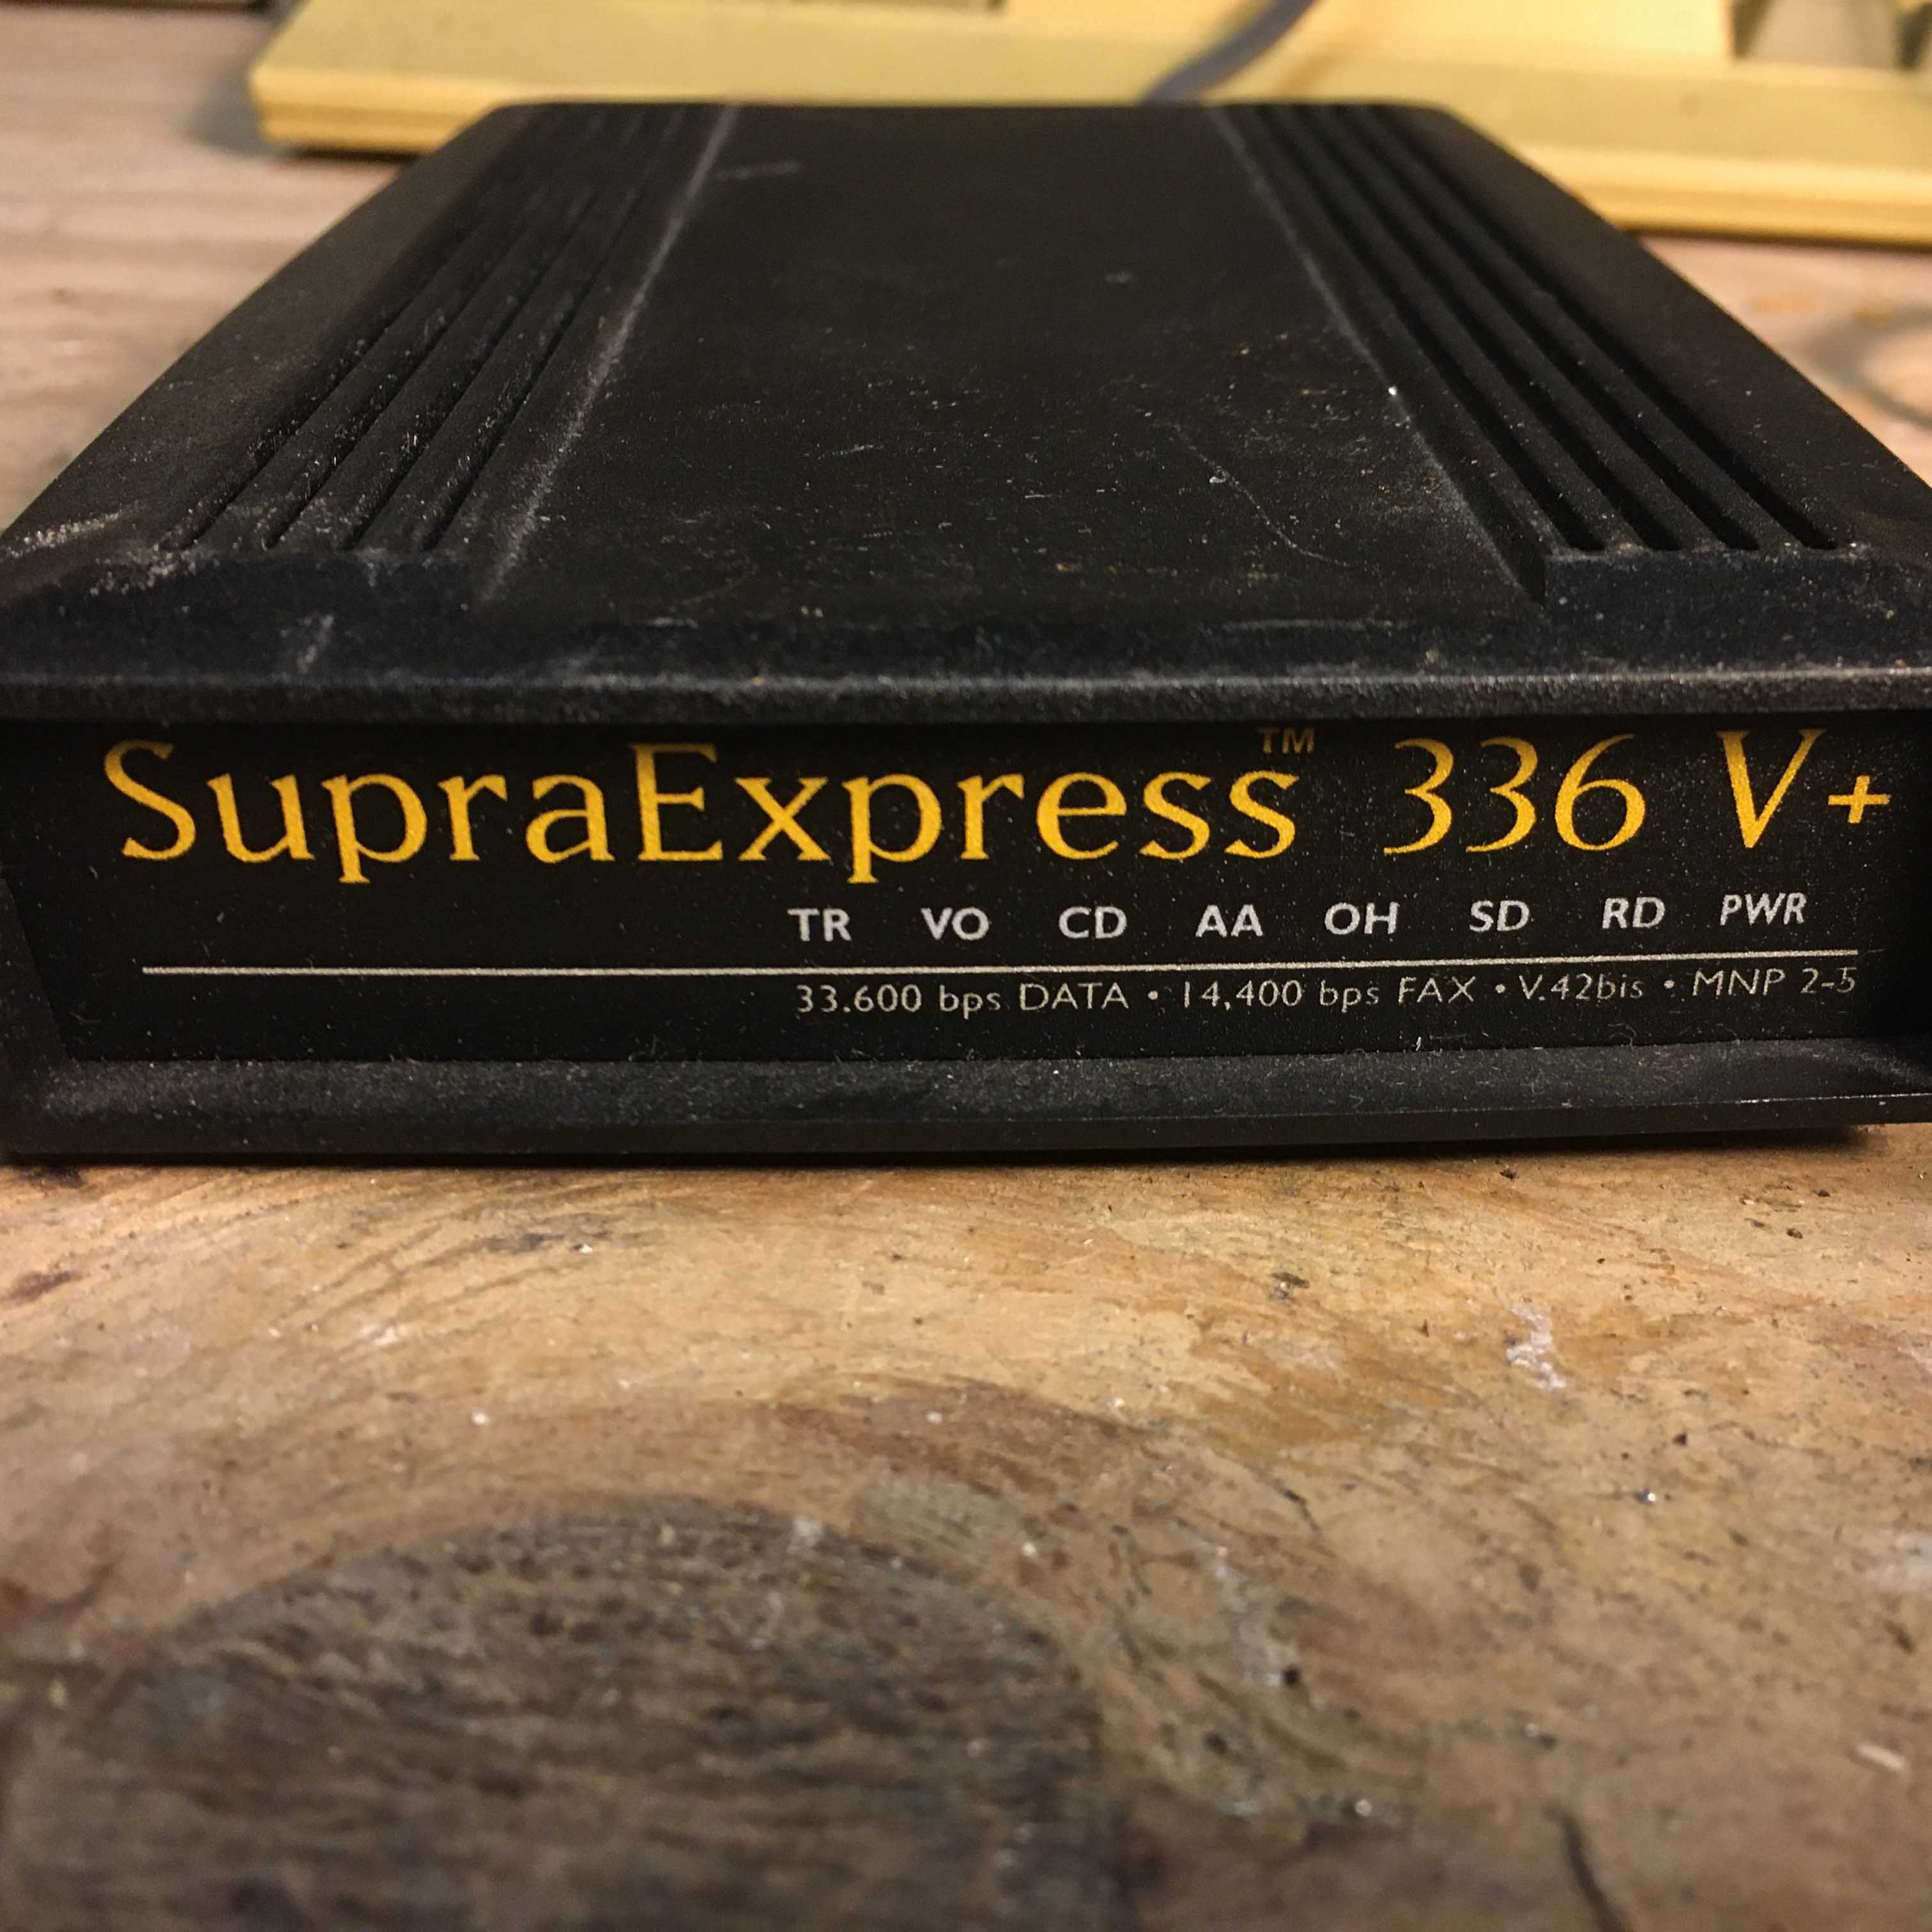 SupraExpress™ 336 V+
TR VO CD AA OH SD RD PWR
33.600 bps DATA • 14,400 bps FAX • V.42bis • MNP 2-5